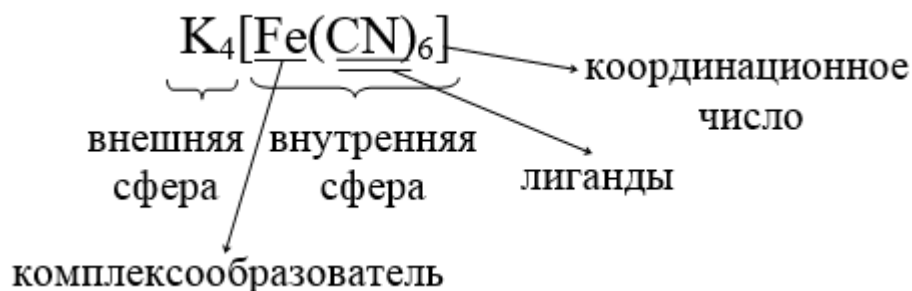 K₄[Fe(CN)₆]
координационное
число
внешняя внутренняя
сфера сфера
лиганды
комплексообразователь